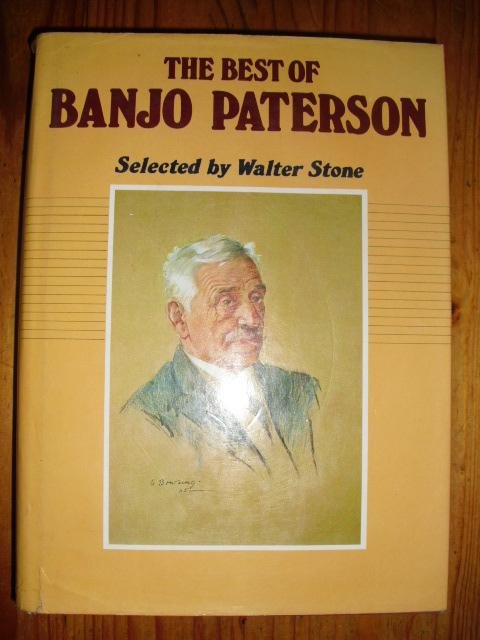 THE BEST OF
BANJO PATERSON
Selected by Walter Stone